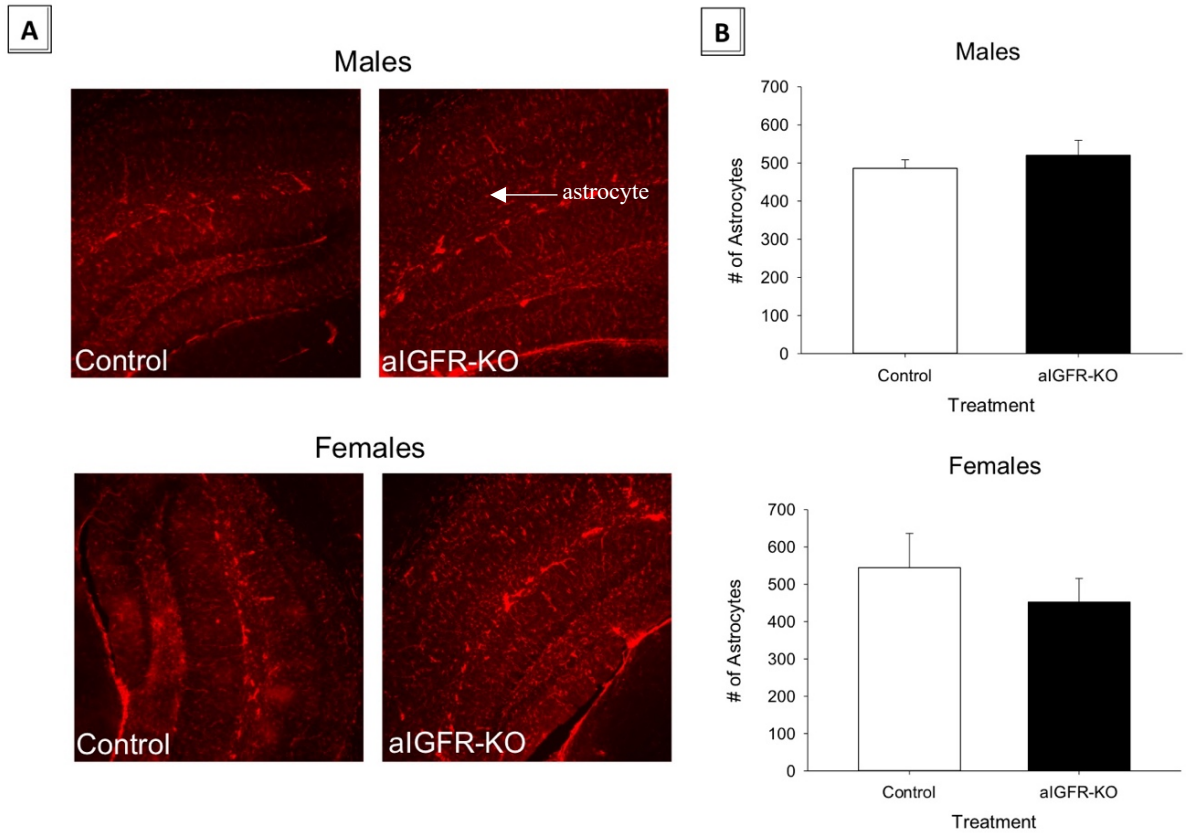 A
Males
astrocyte
Control
aIGFR-KO
Females
Control
aIGFR-KO
B
Males
# of Astrocytes
700
600
500
400
300
200
100
0
Control
aIGFR-KO
Treatment
Females
# of Astrocytes
700
600
500
400
300
200
100
0
Control
aIGFR-KO
Treatment